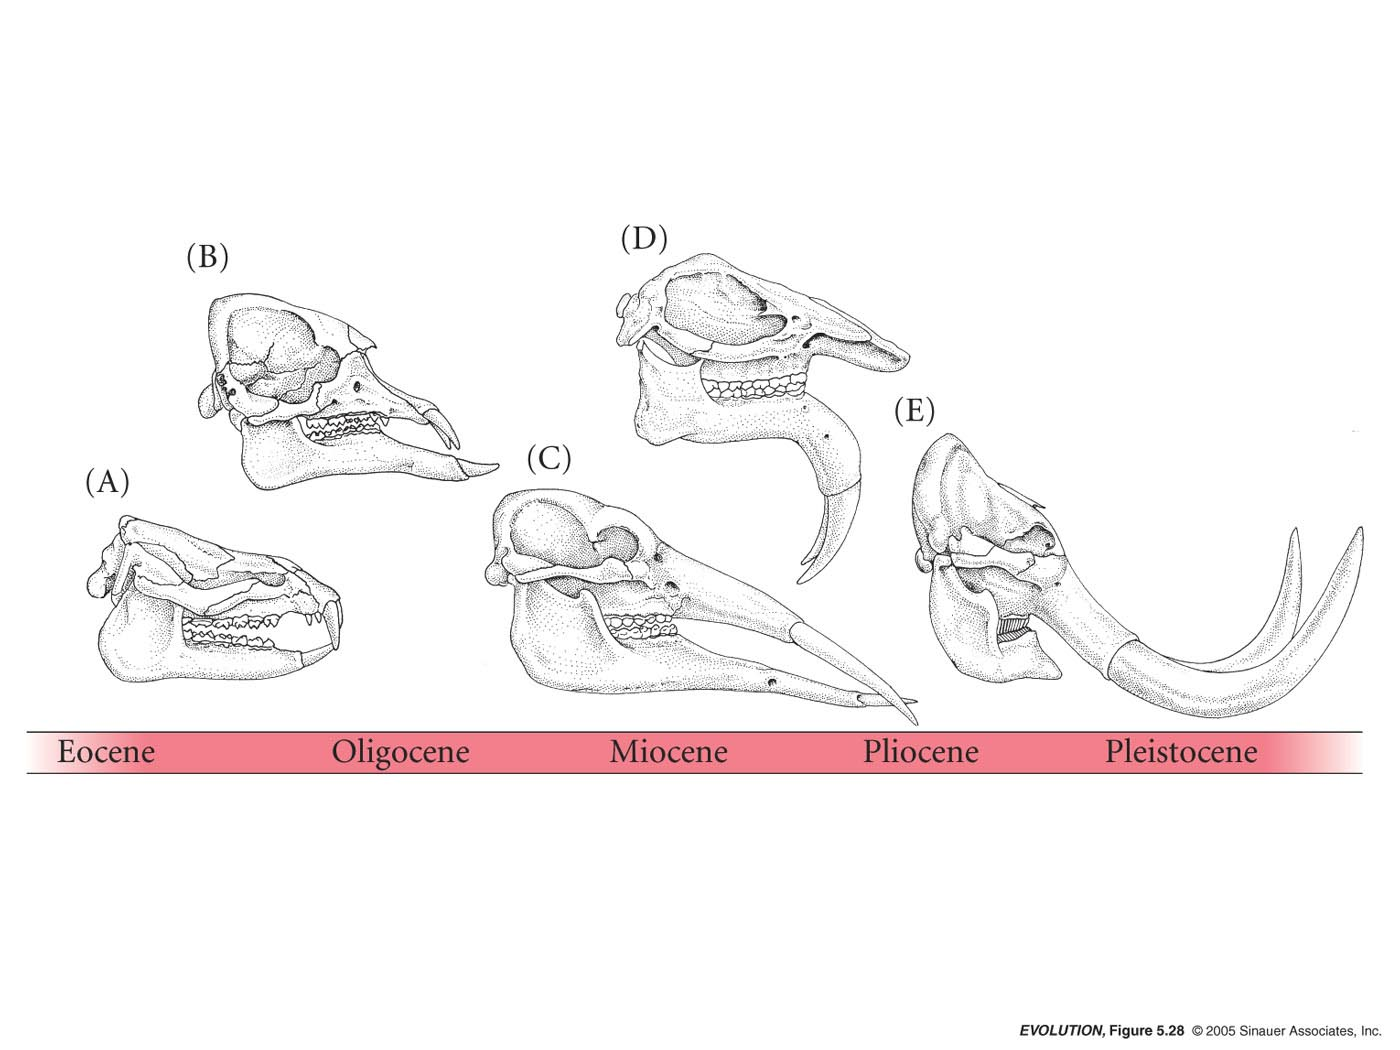 (D)
(B)
(E)
(C)
(A)
Eocene Oligocene Miocene Pliocene Pleistocene
EVOLUTION, Figure 5.28 © 2005 Sinauer Associates, Inc.